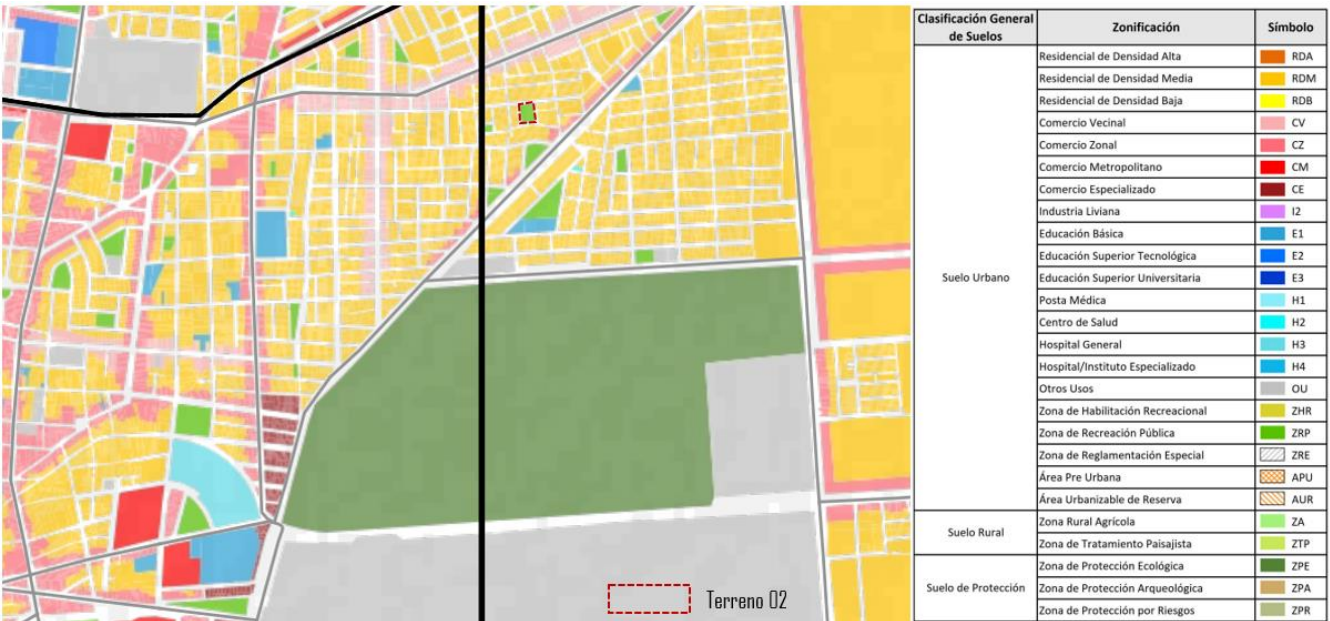 Clasificación General de Suelos Zonificación Símbolo
Suelo Urbano
Residencial de Densidad Alta RDA
Residencial de Densidad Media RDM
Residencial de Densidad Baja RDB
Comercio Vecinal CV
Comercio Zonal CZ
Comercio Metropolitano CM
Comercio Especializado CE
Industria Liviana I2
Educación Básica E1
Educación Superior Tecnológica E2
Educación Superior Universitaria E3
Posta Médica H1
Centro de Salud H2
Hospital General H3
Hospital/Instituto Especializado H4
Otros Usos OU
Zona de Habilitación Recreacional ZHR
Zona de Recreación Pública ZRP
Zona de Reglamentación Especial ZRE
Área Pre Urbana APU
Área Urbanizable de Reserva AUR
Suelo Rural
Zona Rural Agrícola ZA
Zona de Tratamiento Paisajista ZTP
Suelo de Protección
Zona de Protección Ecológica ZPE
Zona de Protección Arqueológica ZPA
Zona de Protección por Riesgos ZPR
Terreno 02